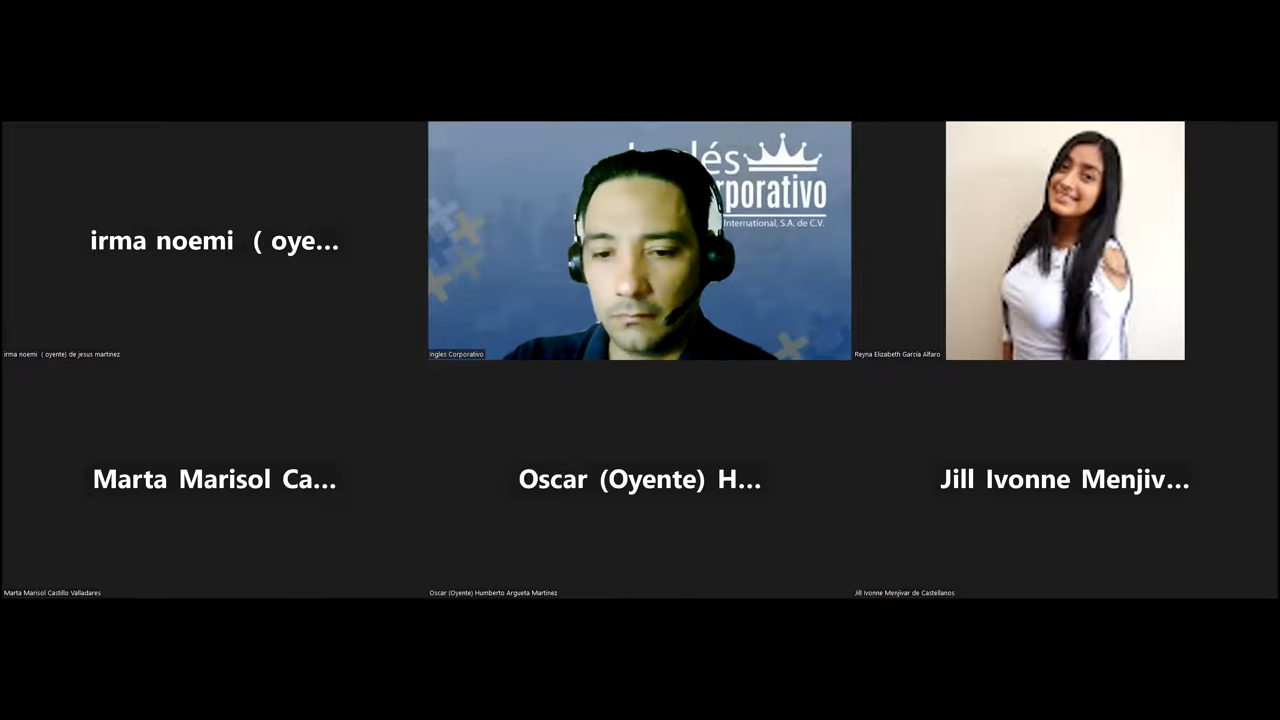 irma noemi ( oye...
irma noemi ( oyente) de jesus martinez
lés
rporativo
International, S.A. de C.V.
Ingles Corporativo
Reyna Elizabeth García Alfaro
Marta Marisol Ca...
Marta Marisol Castillo Valladares
Oscar (Oyente) H...
Oscar (Oyente) Humberto Argueta Martinez
Jill Ivonne Menjiv...
Jill Ivonne Menjivar de Castellanos